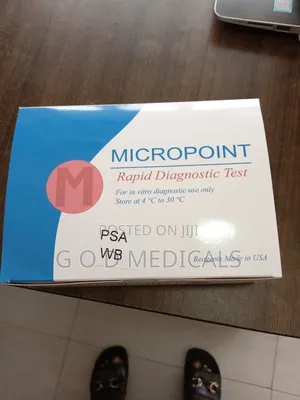 MICROPOINT
M
Rapid Diagnostic Test
For in vitro diagnostic use only
Store at 4 °C to 30 °C
PSA
WB
POSTED ON JIJI
G.O.D MEDICALS
Reagents Made in USA